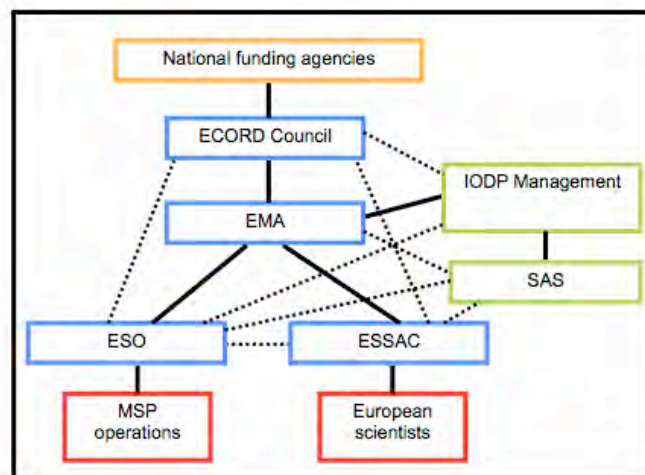 National funding agencies
ECORD Council
IODP Management
EMA
SAS
ESO
ESSAC
MSP
operations
European
scientists